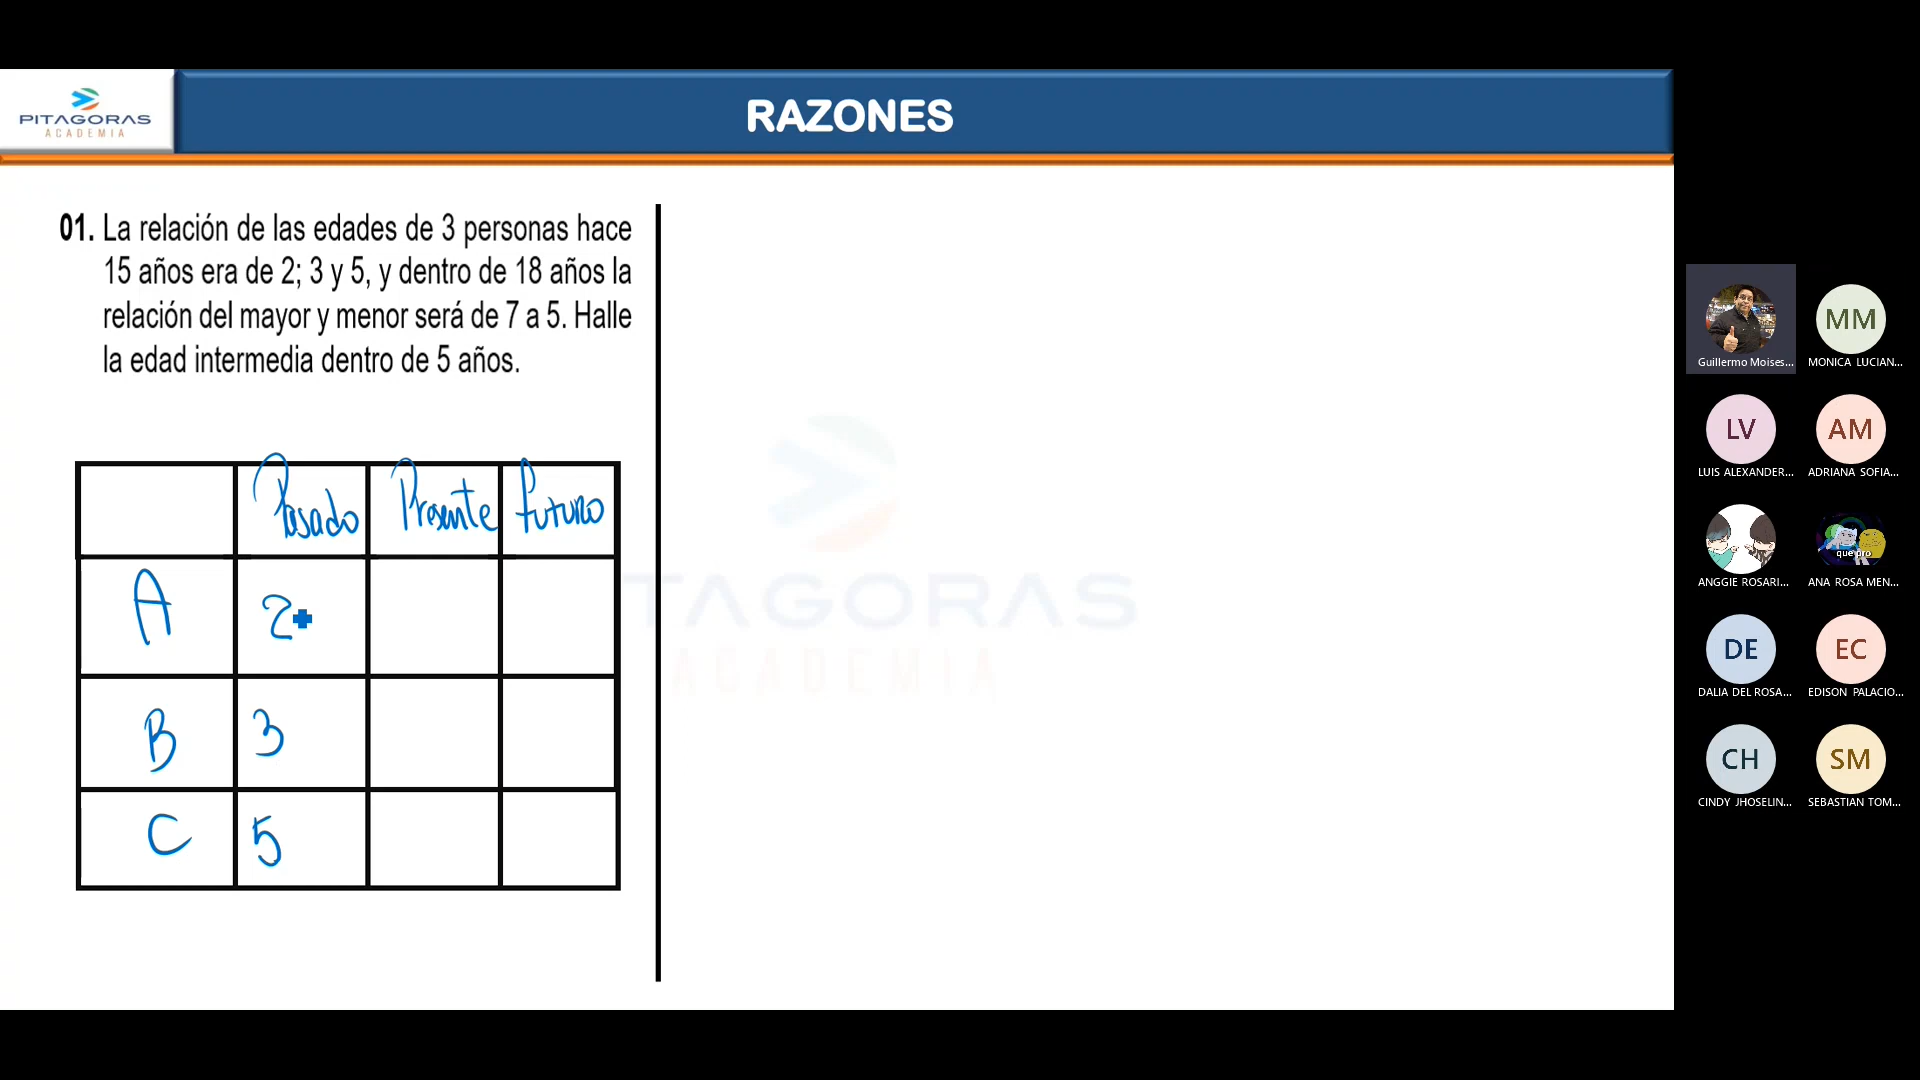 PITAGORAS
ACADEMIA
RAZONES
01. La relación de las edades de 3 personas hace
15 años era de 2; 3 y 5, y dentro de 18 años la
relación del mayor y menor será de 7 a 5. Halle
la edad intermedia dentro de 5 años.
Pasado Presente futuro
A 2
B 3
C 5
TAGORAS
ACADEMIA
Guillermo Moises...
MM
MONICA LUCIAN...
LV
LUIS ALEXANDER...
AM
ADRIANA SOFIA...
ANGGIE ROSARI...
que pro
ANA ROSA MEN...
DE
DALIA DEL ROSA...
EC
EDISON PALACIO...
CH
CINDY JHOSELIN...
SM
SEBASTIAN TOM...